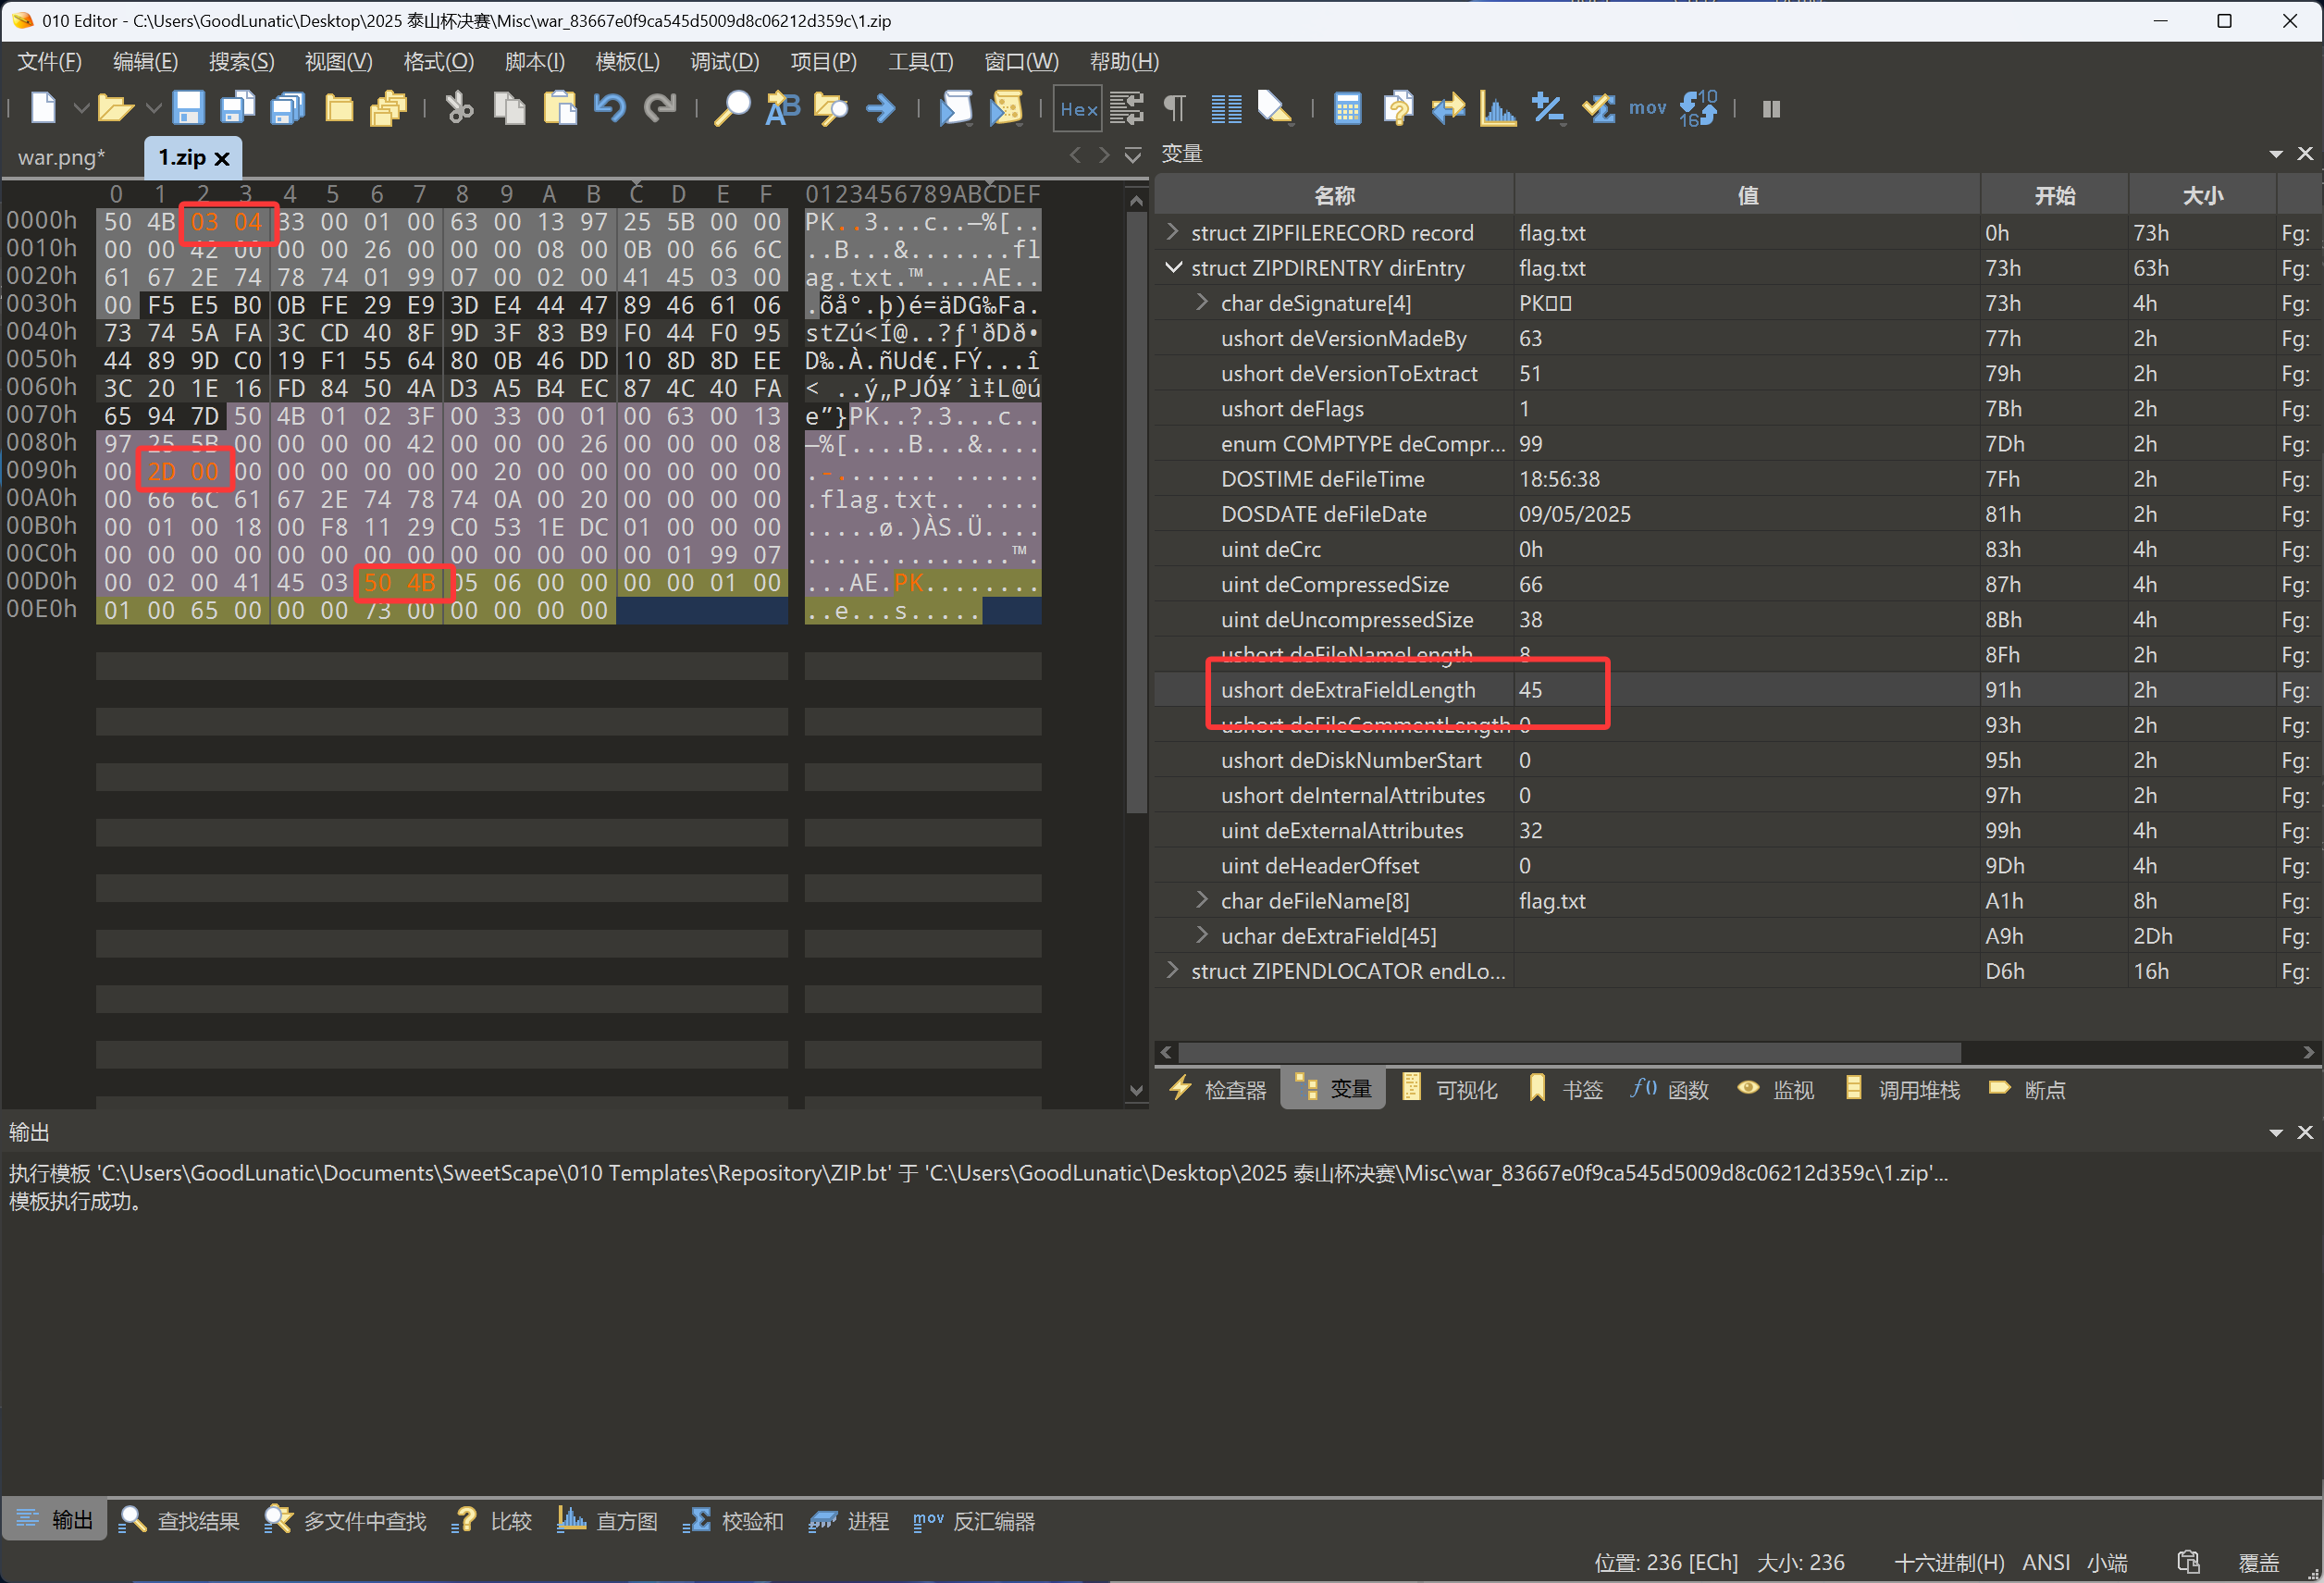 010 Editor - C:\Users\GoodLunatic\Desktop\2025 泰山杯决赛\Misc\war_83667e0f9ca545d5009d8c06212d359c\1.zip
文件(F) 编辑(E) 搜索(S) 视图(V) 格式(O) 脚本(I) 模板(L) 调试(D) 项目(P) 工具(T) 窗口(W) 帮助(H)
Hex mov 10 16
war.png* 1.zip
0 1 2 3 4 5 6 7 8 9 A B C D E F 0123456789ABCDEF
0000h 50 4B 03 04 33 00 01 00 63 00 13 97 25 5B 00 00 PK..3...c..—%[..
0010h 00 00 42 00 00 00 26 00 00 00 08 00 0B 00 66 6C ..B...&.......fl
0020h 61 67 2E 74 78 74 01 99 07 00 02 00 41 45 03 00 ag.txt.™....AE..
0030h 00 F5 E5 B0 0B FE 29 E9 3D E4 44 47 89 46 61 06 .õå°.þ)é=äDG‰Fa.
0040h 73 74 5A FA 3C CD 40 8F 9D 3F 83 B9 F0 44 F0 95 stZú<Í@..?ƒ¹ðDð•
0050h 44 89 9D C0 19 F1 55 64 80 0B 46 DD 10 8D 8D EE D‰.À.ñUd€.FÝ...î
0060h 3C 20 1E 16 FD 84 50 4A D3 A5 B4 EC 87 4C 40 FA < ..ý„PJÓ¥´ì‡L@ú
0070h 65 94 7D 50 4B 01 02 3F 00 33 00 01 00 63 00 13 e”}PK..?.3...c..
0080h 97 25 5B 00 00 00 00 42 00 00 00 26 00 00 00 08 —%[....B...&....
0090h 00 2D 00 00 00 00 00 00 00 20 00 00 00 00 00 00 .-....... ......
00A0h 00 66 6C 61 67 2E 74 78 74 0A 00 20 00 00 00 00 .flag.txt.. ....
00B0h 00 01 00 18 00 F8 11 29 C0 53 1E DC 01 00 00 00 .....ø.)ÀS.Ü....
00C0h 00 00 00 00 00 00 00 00 00 00 00 00 00 01 99 07 ..............™.
00D0h 00 02 00 41 45 03 50 4B 05 06 00 00 00 00 01 00 ...AE.PK........
00E0h 01 00 65 00 00 00 73 00 00 00 00 00 ..e...s.....
变量
名称 值 开始 大小
struct ZIPFILERECORD record flag.txt 0h 73h Fg:
struct ZIPDIRENTRY dirEntry flag.txt 73h 63h Fg:
char deSignature[4] PK 73h 4h Fg:
ushort deVersionMadeBy 63 77h 2h Fg:
ushort deVersionToExtract 51 79h 2h Fg:
ushort deFlags 1 7Bh 2h Fg:
enum COMPTYPE deCompr... 99 7Dh 2h Fg:
DOSTIME deFileTime 18:56:38 7Fh 2h Fg:
DOSDATE deFileDate 09/05/2025 81h 2h Fg:
uint deCrc 0h 83h 4h Fg:
uint deCompressedSize 66 87h 4h Fg:
uint deUncompressedSize 38 8Bh 4h Fg:
ushort deFileNameLength 8 8Fh 2h Fg:
ushort deExtraFieldLength 45 91h 2h Fg:
ushort deFileCommentLength 0 93h 2h Fg:
ushort deDiskNumberStart 0 95h 2h Fg:
ushort deInternalAttributes 0 97h 2h Fg:
uint deExternalAttributes 32 99h 4h Fg:
uint deHeaderOffset 0 9Dh 4h Fg:
char deFileName[8] flag.txt A1h 8h Fg:
uchar deExtraField[45] A9h 2Dh Fg:
struct ZIPENDLOCATOR endLo... D6h 16h Fg:
检查器 变量 可视化 书签 f() 函数 监视 调用堆栈 断点
输出
执行模板 'C:\Users\GoodLunatic\Documents\SweetScape\010 Templates\Repository\ZIP.bt' 于 'C:\Users\GoodLunatic\Desktop\2025 泰山杯决赛\Misc\war_83667e0f9ca545d5009d8c06212d359c\1.zip'...
模板执行成功。
输出 查找结果 多文件中查找 比较 直方图 校验和 进程 mov 反汇编器
位置: 236 [ECh] 大小: 236 十六进制(H) ANSI 小端 覆盖